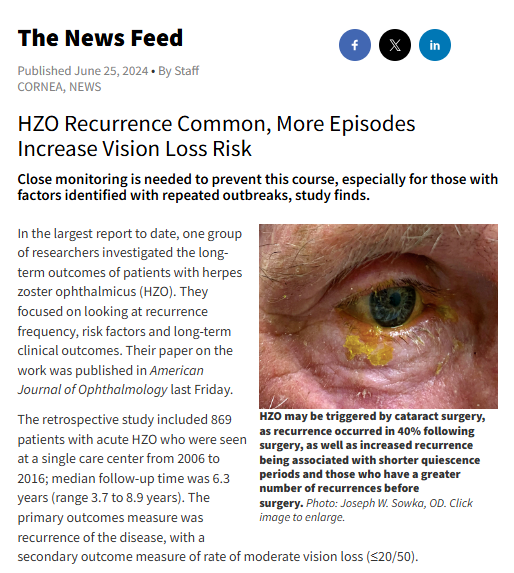 The News Feed
f
X
in
Published June 25, 2024 • By Staff
CORNEA, NEWS
HZO Recurrence Common, More Episodes
Increase Vision Loss Risk
Close monitoring is needed to prevent this course, especially for those with
factors identified with repeated outbreaks, study finds.
In the largest report to date, one group
of researchers investigated the long-
term outcomes of patients with herpes
zoster ophthalmicus (HZO). They
focused on looking at recurrence
frequency, risk factors and long-term
clinical outcomes. Their paper on the
work was published in American
Journal of Ophthalmology last Friday.
HZO may be triggered by cataract surgery,
as recurrence occurred in 40% following
surgery, as well as increased recurrence
being associated with shorter quiescence
periods and those who have a greater
number of recurrences before
surgery. Photo: Joseph W. Sowka, OD. Click
image to enlarge.
The retrospective study included 869
patients with acute HZO who were seen
at a single care center from 2006 to
2016; median follow-up time was 6.3
years (range 3.7 to 8.9 years). The
primary outcomes measure was
recurrence of the disease, with a
secondary outcome measure of rate of moderate vision loss (≤20/50).